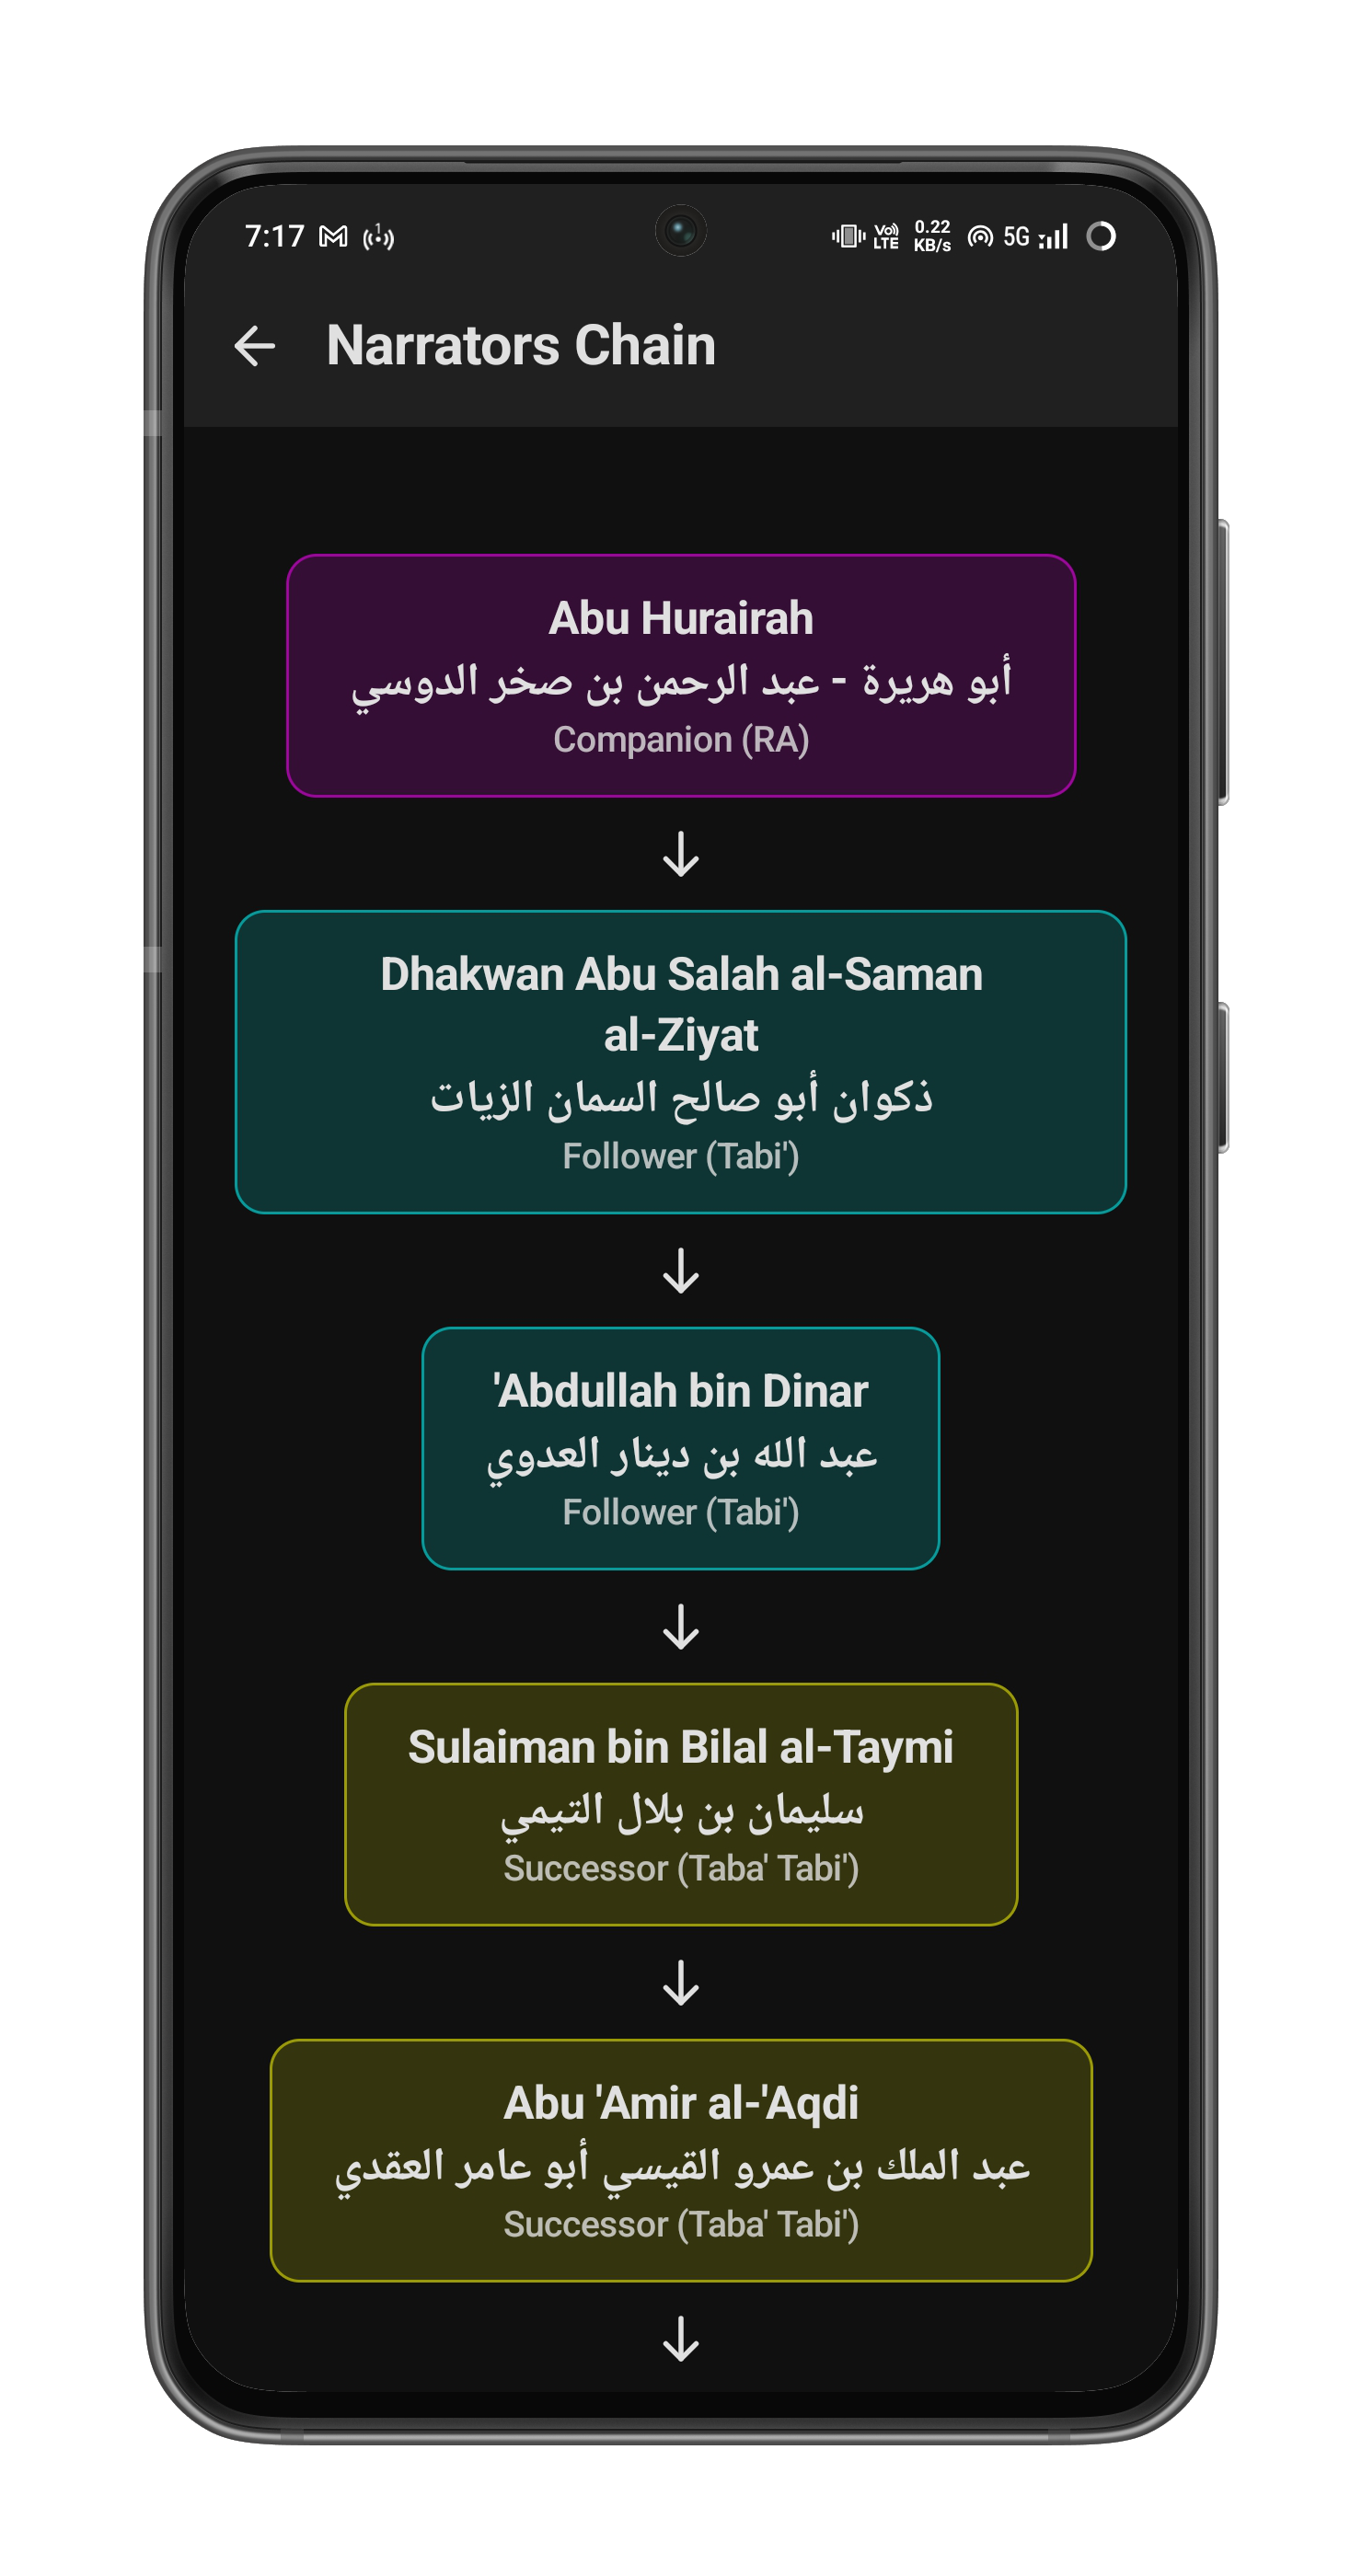 7:17
1
Vo))
LTE
0.22
KB/s
5G
Narrators Chain
Abu Hurairah
أبو هريرة - عبد الرحمن بن صخر الدوسي
Companion (RA)
Dhakwan Abu Salah al-Saman
al-Ziyat
ذكوان أبو صالح السمان الزيات
Follower (Tabi')
'Abdullah bin Dinar
عبد الله بن دينار العدوي
Follower (Tabi')
Sulaiman bin Bilal al-Taymi
سليمان بن بلال التيمي
Successor (Taba' Tabi')
Abu 'Amir al-'Aqdi
عبد الملك بن عمرو القيسي أبو عامر العقدي
Successor (Taba' Tabi')